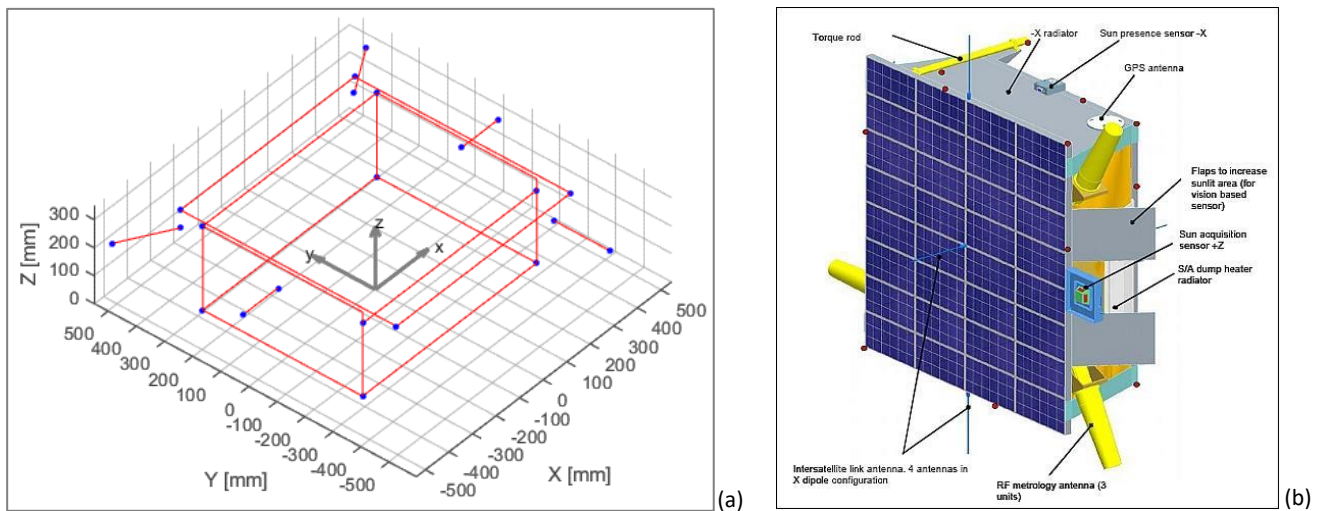 300
200
100
0
Z [mm]
500
400
300
200
100
0
-100
-200
-300
-400
-500
Y [mm]
500
400
300
200
100
0
-100
-200
-300
-400
-500
X [mm]
z
y
x
(a)
Torque rod
-X radiator
Sun presence sensor -X
GPS antenna
Flaps to increase
sunlit area (for
vision based
sensor)
Sun acquisition
sensor +Z
S/A dump heater
radiator
Intersatellite link antenna. 4 antennas in
X dipole configuration
RF metrology antenna (3
units)
(b)